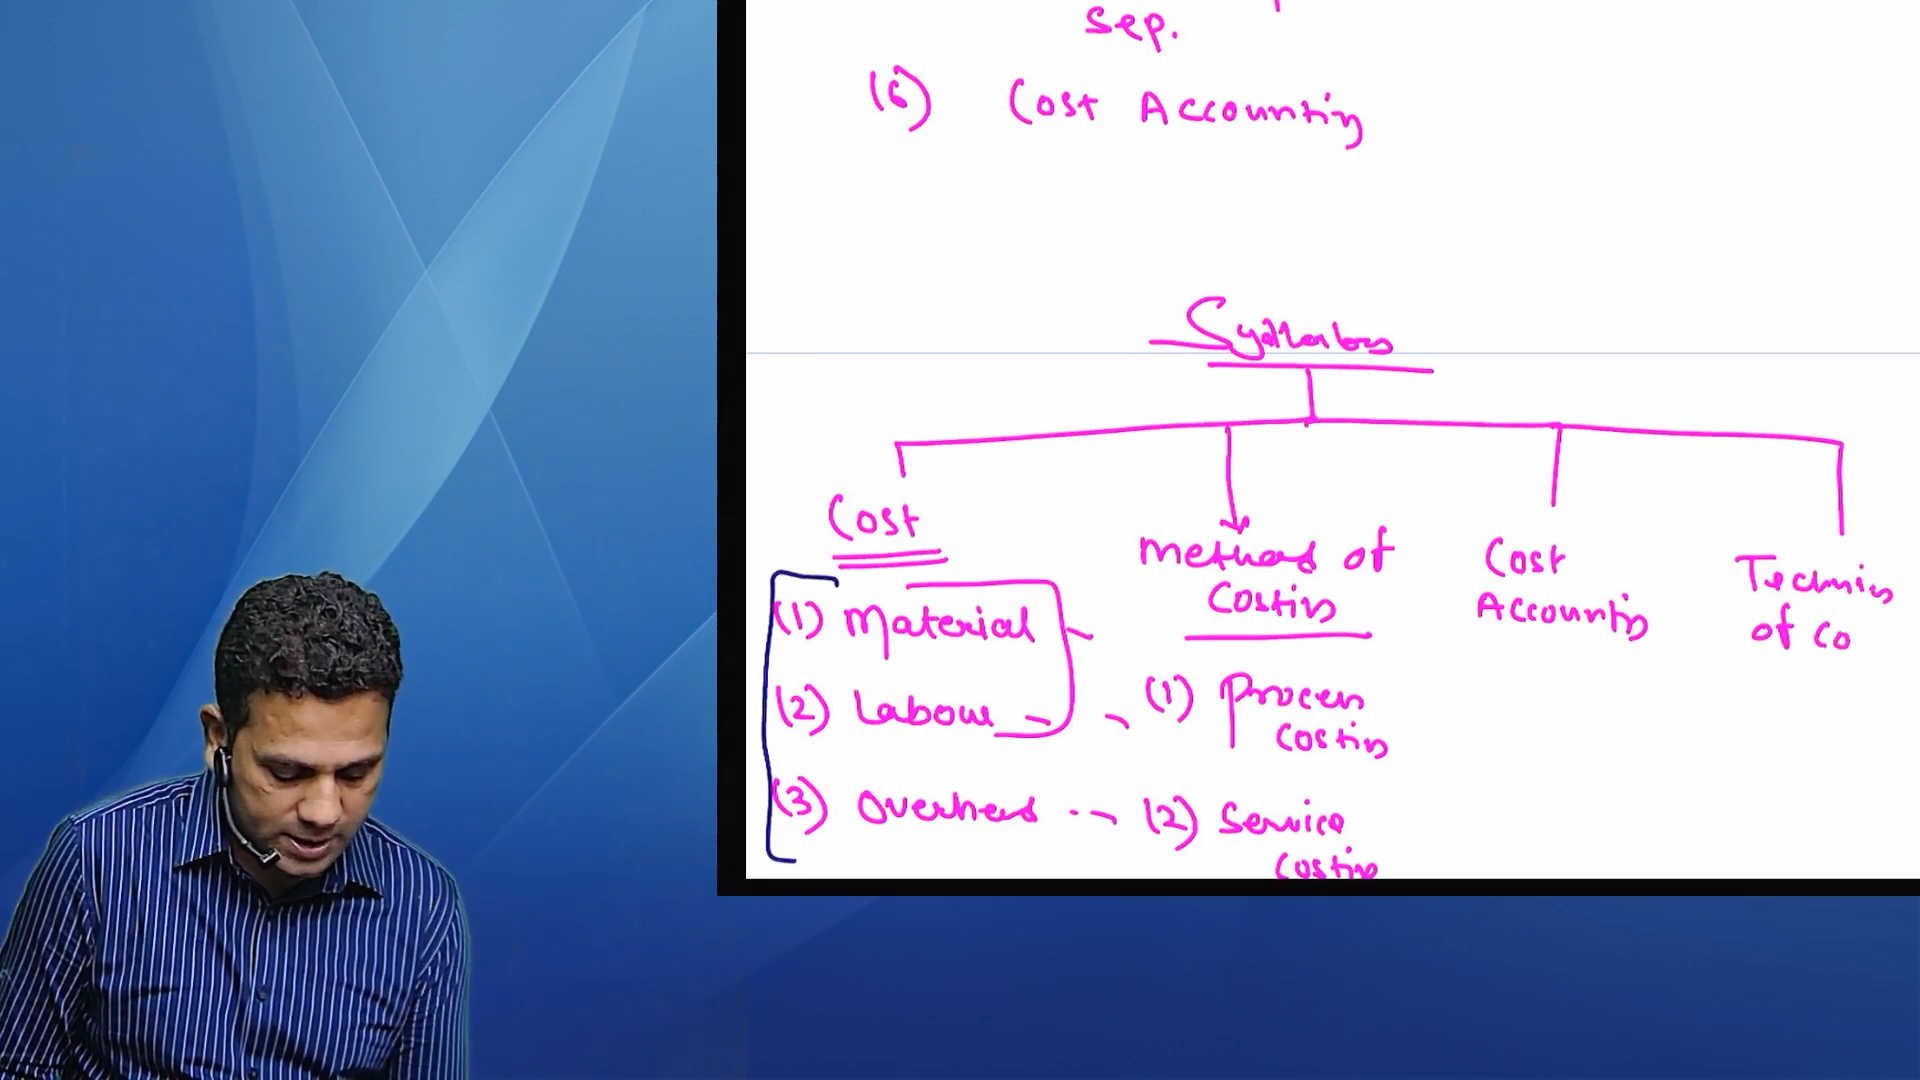 Sep.
(6) Cost Accounting
Syllabus
Cost
Method of
Costing
Cost
Accounting
Techniq
of Co
(1) Material
(2) Labour
(3) Overhead
(1) Process
Costing
(2) Service
Costing